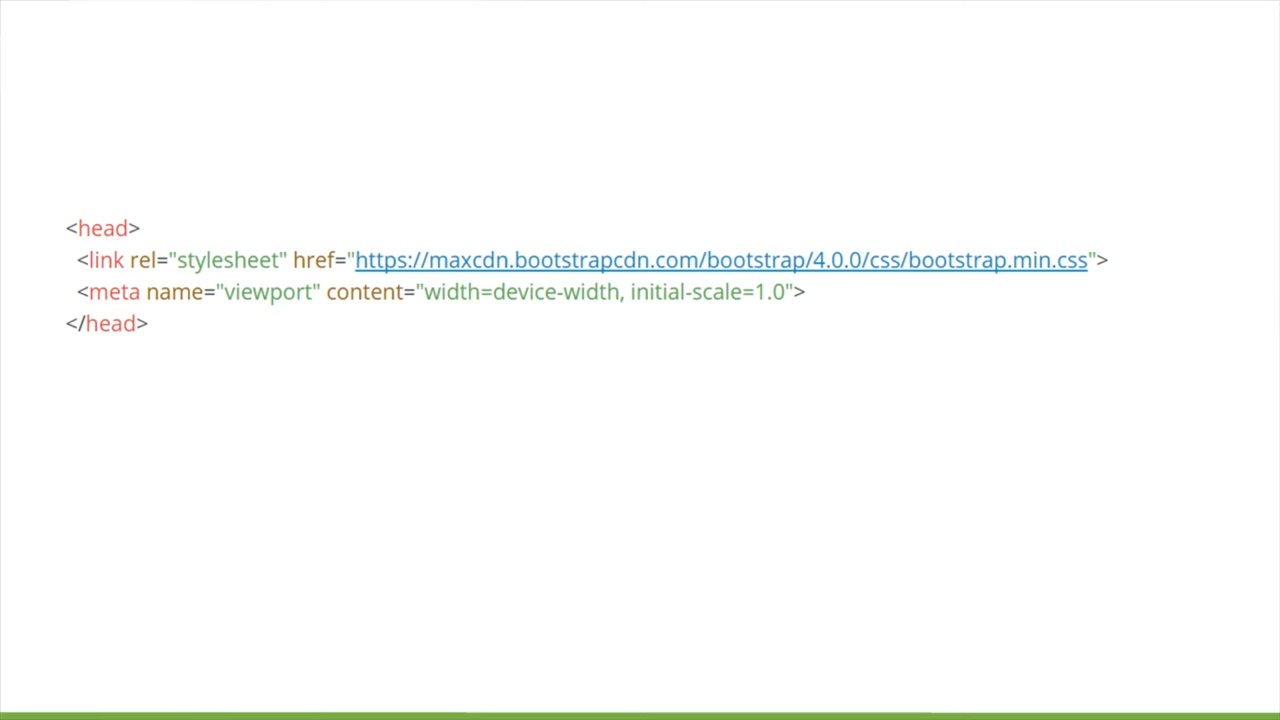 <head>
<link rel="stylesheet" href="https://maxcdn.bootstrapcdn.com/bootstrap/4.0.0/css/bootstrap.min.css">
<meta name="viewport" content="width=device-width, initial-scale=1.0">
</head>